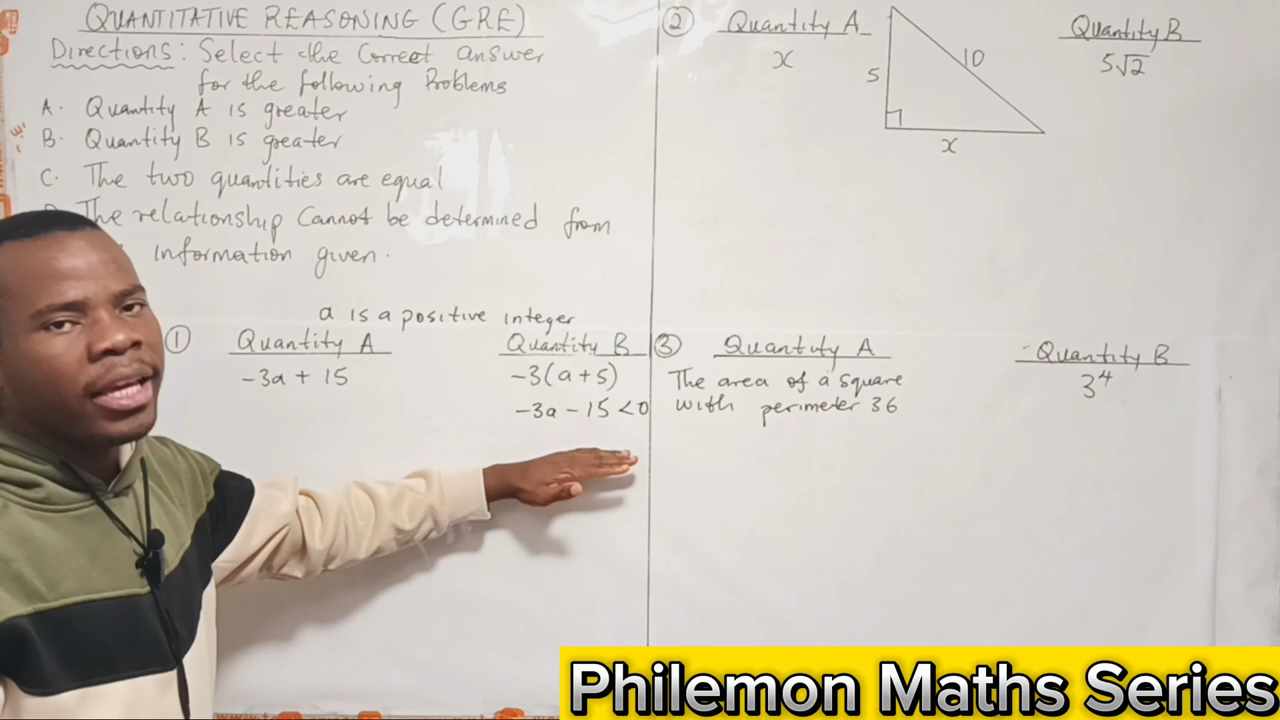 QUANTITATIVE REASONING (GRE)
Directions: Select the Correct answer
for the following Problems
A. Quantity A is greater
B. Quantity B is greater
C. The two quantities are equal
The relationship Cannot be determined from
information given.
a is a positive integer
① Quantity A Quantity B
-3a + 15 -3(a+5)
-3a - 15 < 0
② Quantity A Quantity B
x 5√2
5
10
x
③ Quantity A Quantity B
The area of a square 3⁴
with perimeter 36
Philemon Maths Series